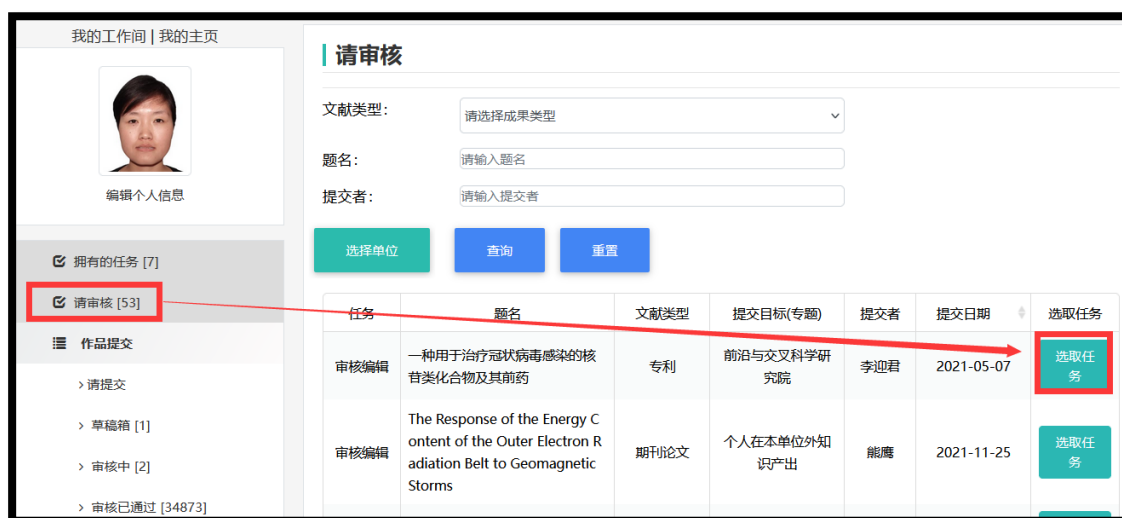 我的工作间 | 我的主页
编辑个人信息
拥有的任务 [7]
请审核 [53]
作品提交
> 请提交
> 草稿箱 [1]
> 审核中 [2]
> 审核已通过 [34873]
请审核
文献类型：
请选择成果类型
题名：
请输入题名
提交者：
请输入提交者
选择单位 查询 重置
任务 题名 文献类型 提交目标(专题) 提交者 提交日期 选取任务
审核编辑
一种用于治疗冠状病毒感染的核
苷类化合物及其前药
专利
前沿与交叉科学研
究院
李迎君
2021-05-07
选取任
务
审核编辑
The Response of the Energy C
ontent of the Outer Electron R
adiation Belt to Geomagnetic
Storms
期刊论文
个人在本单位外知
识产出
熊鹰
2021-11-25
选取任
务